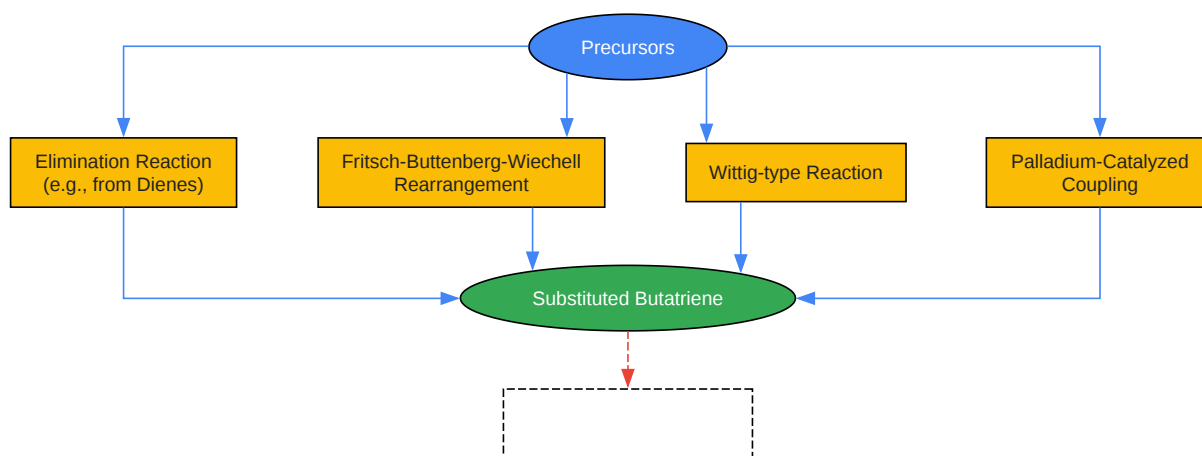 Precursors
Elimination Reaction
(e.g., from Dienes)
Fritsch-Buttenberg-Wiechell
Rearrangement
Wittig-type Reaction
Palladium-Catalyzed
Coupling
Substituted Butatriene